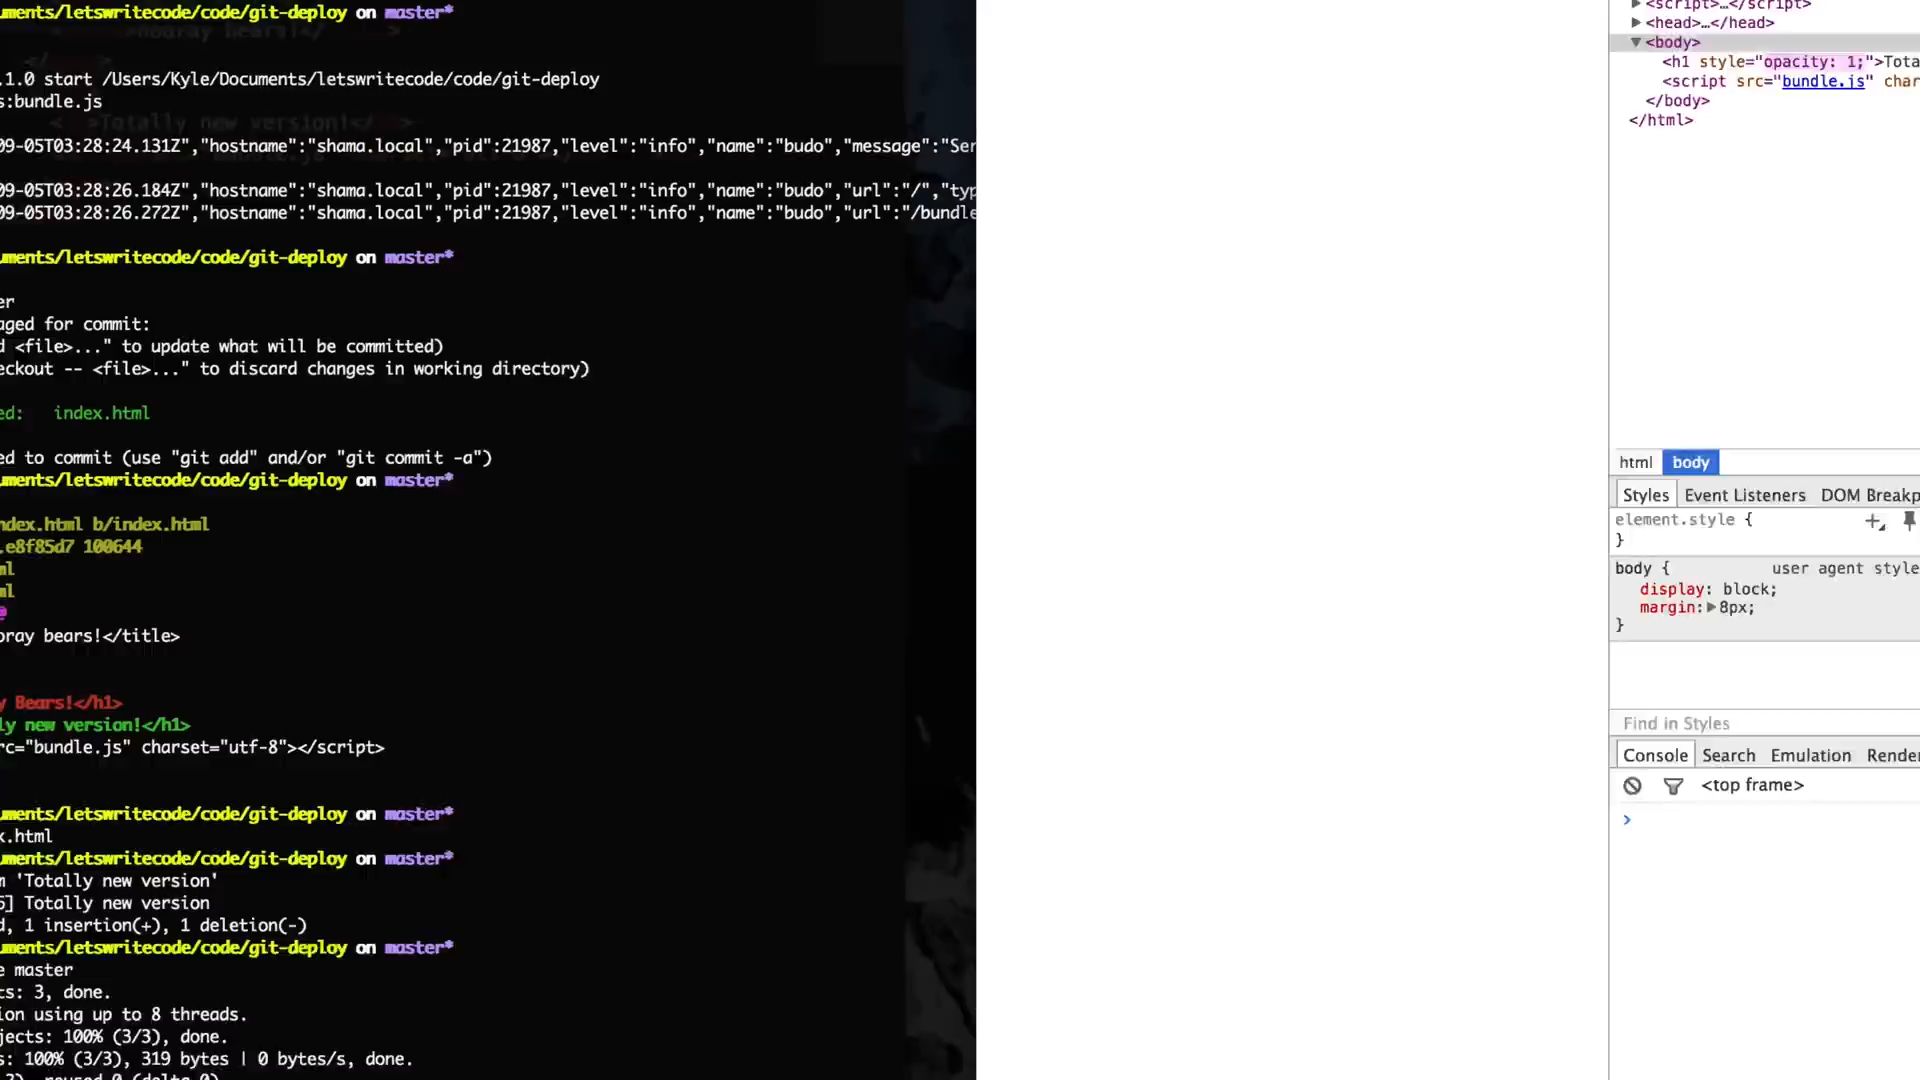 uments/letswritecode/code/git-deploy on master*
.1.0 start /Users/Kyle/Documents/letswritecode/code/git-deploy
s:bundle.js
Totally new version!</
09-05T03:28:24.131Z","hostname":"shama.local","pid":21987,"level":"info","name":"budo","message":"Ser
09-05T03:28:26.184Z","hostname":"shama.local","pid":21987,"level":"info","name":"budo","url":"/","typ
09-05T03:28:26.272Z","hostname":"shama.local","pid":21987,"level":"info","name":"budo","url":"/bundle
uments/letswritecode/code/git-deploy on master*
er
aged for commit:
d <file>..." to update what will be committed)
eckout -- <file>..." to discard changes in working directory)
ed: index.html
ed to commit (use "git add" and/or "git commit -a")
uments/letswritecode/code/git-deploy on master*
ndex.html b/index.html
.e8f85d7 100644
ml
ml
oray bears!</title>
y Bears!</h1>
ly new version!</h1>
rc="bundle.js" charset="utf-8"></script>
uments/letswritecode/code/git-deploy on master*
x.html
uments/letswritecode/code/git-deploy on master*
m 'Totally new version'
6] Totally new version
d, 1 insertion(+), 1 deletion(-)
uments/letswritecode/code/git-deploy on master*
e master
ts: 3, done.
ion using up to 8 threads.
jects: 100% (3/3), done.
s: 100% (3/3), 319 bytes | 0 bytes/s, done.
<script>…</script>
<head>…</head>
<body>
<h1 style="opacity: 1;">Tota
<script src="bundle.js" char
</body>
</html>
html body
Styles Event Listeners DOM Breakp
element.style {
}
body { user agent style
display: block;
margin: 8px;
}
Find in Styles
Console Search Emulation Render
<top frame>
>